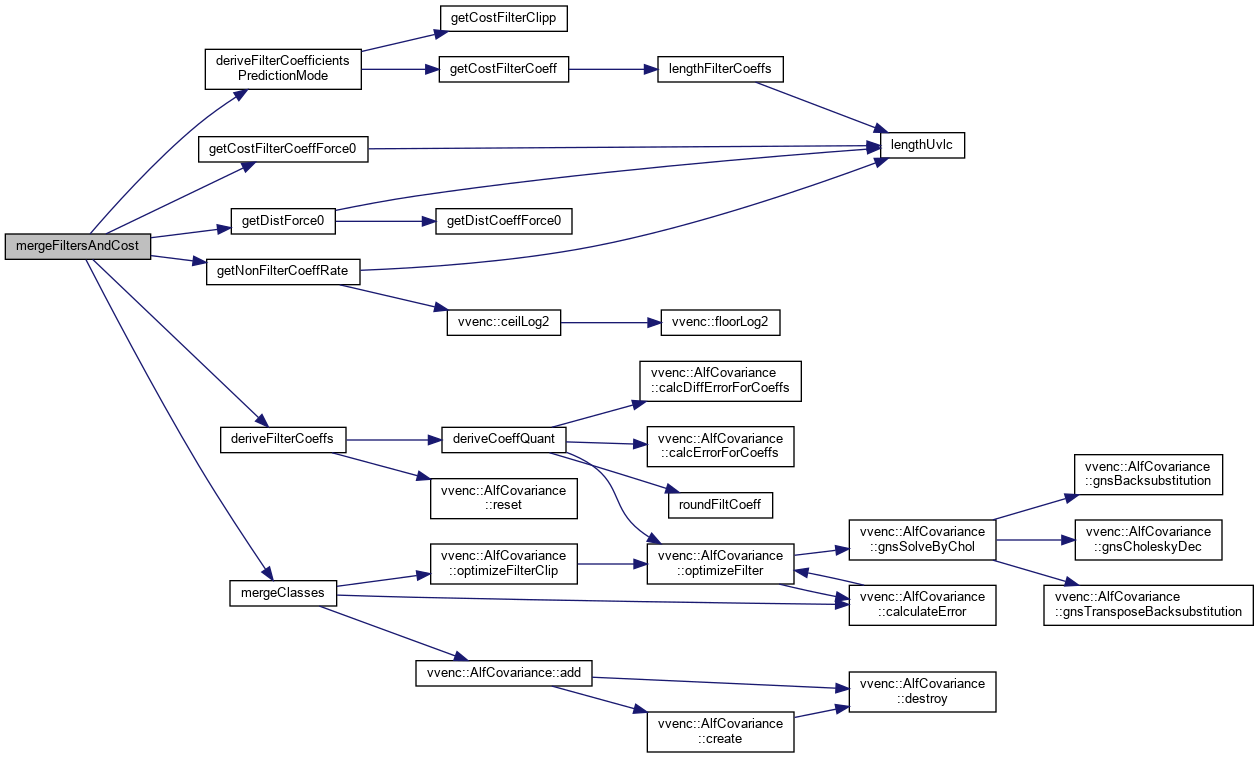 getCostFilterClipp
deriveFilterCoefficients
PredictionMode
getCostFilterCoeff
lengthFilterCoeffs
getCostFilterCoeffForce0
lengthUvlc
getDistForce0
getDistCoeffForce0
mergeFiltersAndCost
getNonFilterCoeffRate
vvenc::ceilLog2
vvenc::floorLog2
vvenc::AlfCovariance
::calcDiffErrorForCoeffs
deriveFilterCoeffs
deriveCoeffQuant
vvenc::AlfCovariance
::calcErrorForCoeffs
vvenc::AlfCovariance
::gnsBacksubstitution
vvenc::AlfCovariance
::reset
roundFiltCoeff
vvenc::AlfCovariance
::gnsSolveByChol
vvenc::AlfCovariance
::gnsCholeskyDec
vvenc::AlfCovariance
::optimizeFilterClip
vvenc::AlfCovariance
::optimizeFilter
mergeClasses
vvenc::AlfCovariance
::calculateError
vvenc::AlfCovariance
::gnsTransposeBacksubstitution
vvenc::AlfCovariance::add
vvenc::AlfCovariance
::destroy
vvenc::AlfCovariance
::create